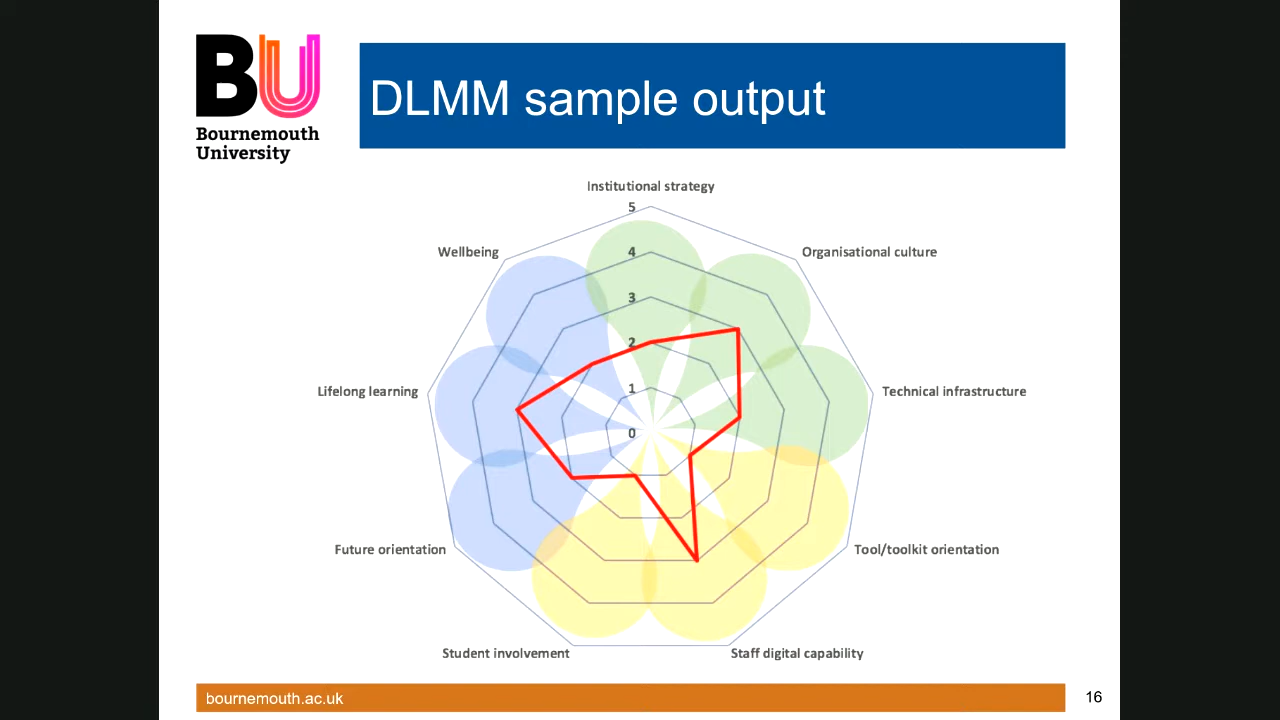 BU
Bournemouth
University
DLMM sample output
Institutional strategy
5
Wellbeing
4
Organisational culture
3
2
Lifelong learning
1
Technical infrastructure
0
Future orientation
Tool/toolkit orientation
Student involvement
Staff digital capability
bournemouth.ac.uk
16